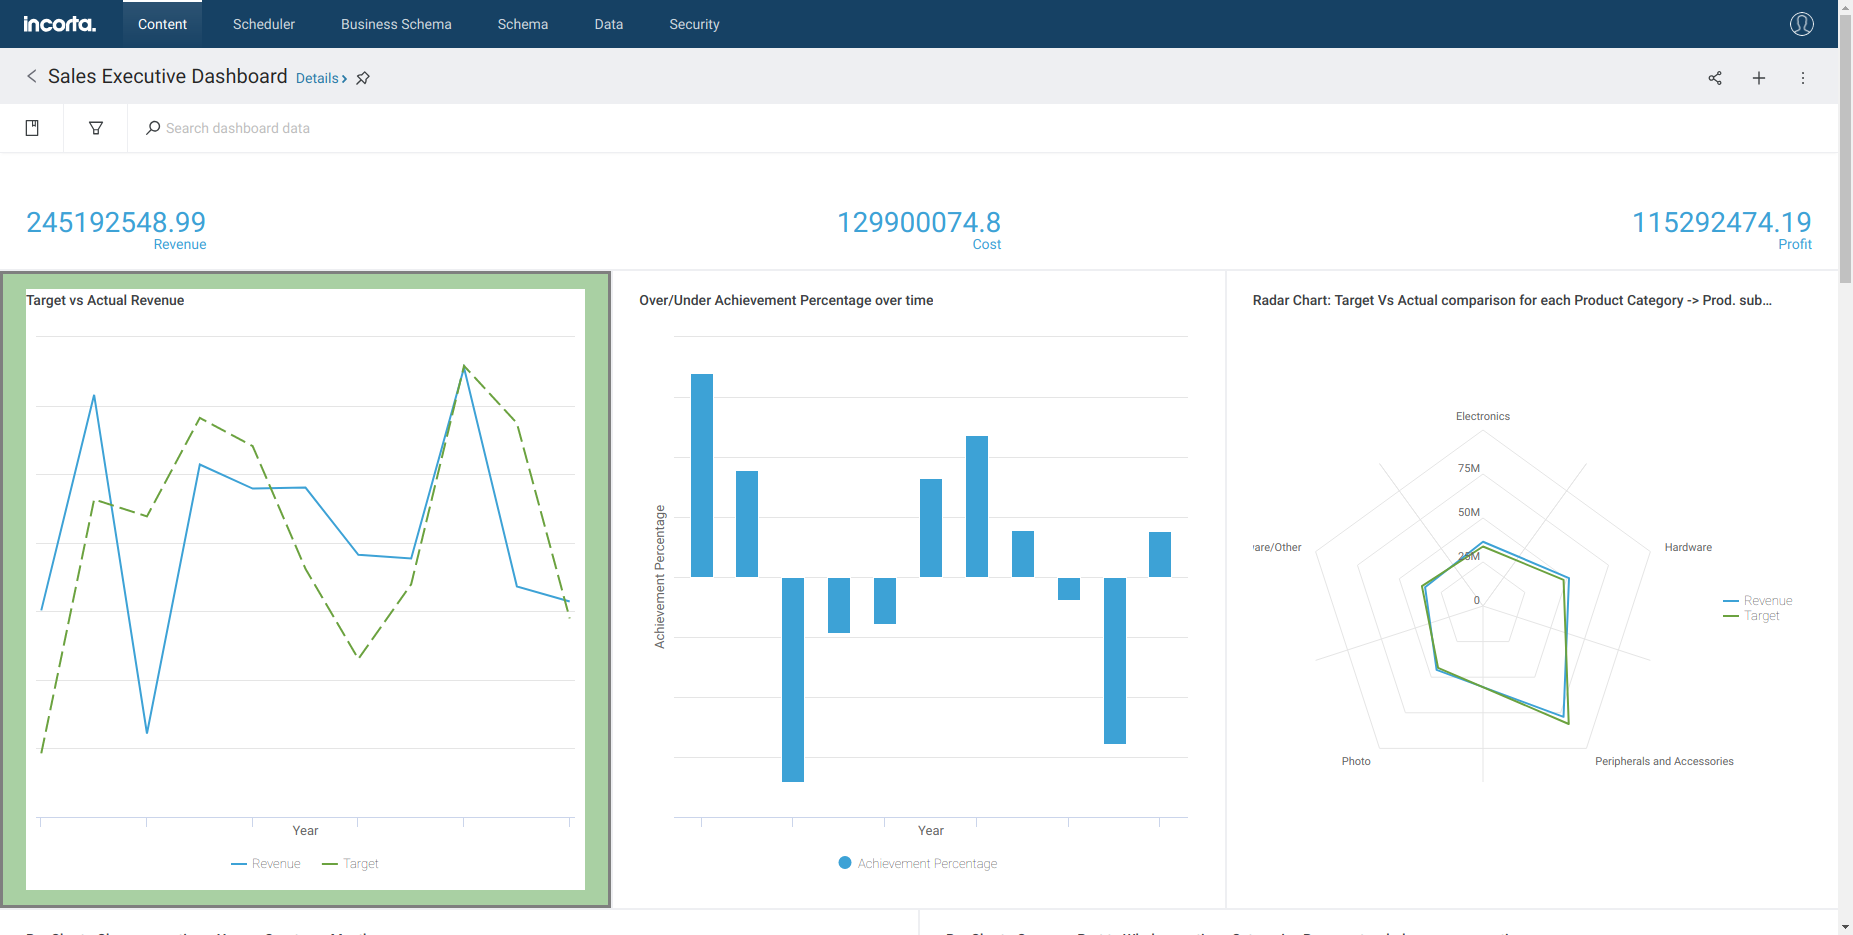 incorta. Content Scheduler Business Schema Schema Data Security
Sales Executive Dashboard Details
Search dashboard data
245192548.99
Revenue
129900074.8
Cost
115292474.19
Profit
Target vs Actual Revenue
Year
Revenue Target
Over/Under Achievement Percentage over time
Achievement Percentage
Year
Achievement Percentage
Radar Chart: Target Vs Actual comparison for each Product Category -> Prod. sub...
Electronics
75M
50M
25M
0
ware/Other
Hardware
Photo
Peripherals and Accessories
Revenue
Target